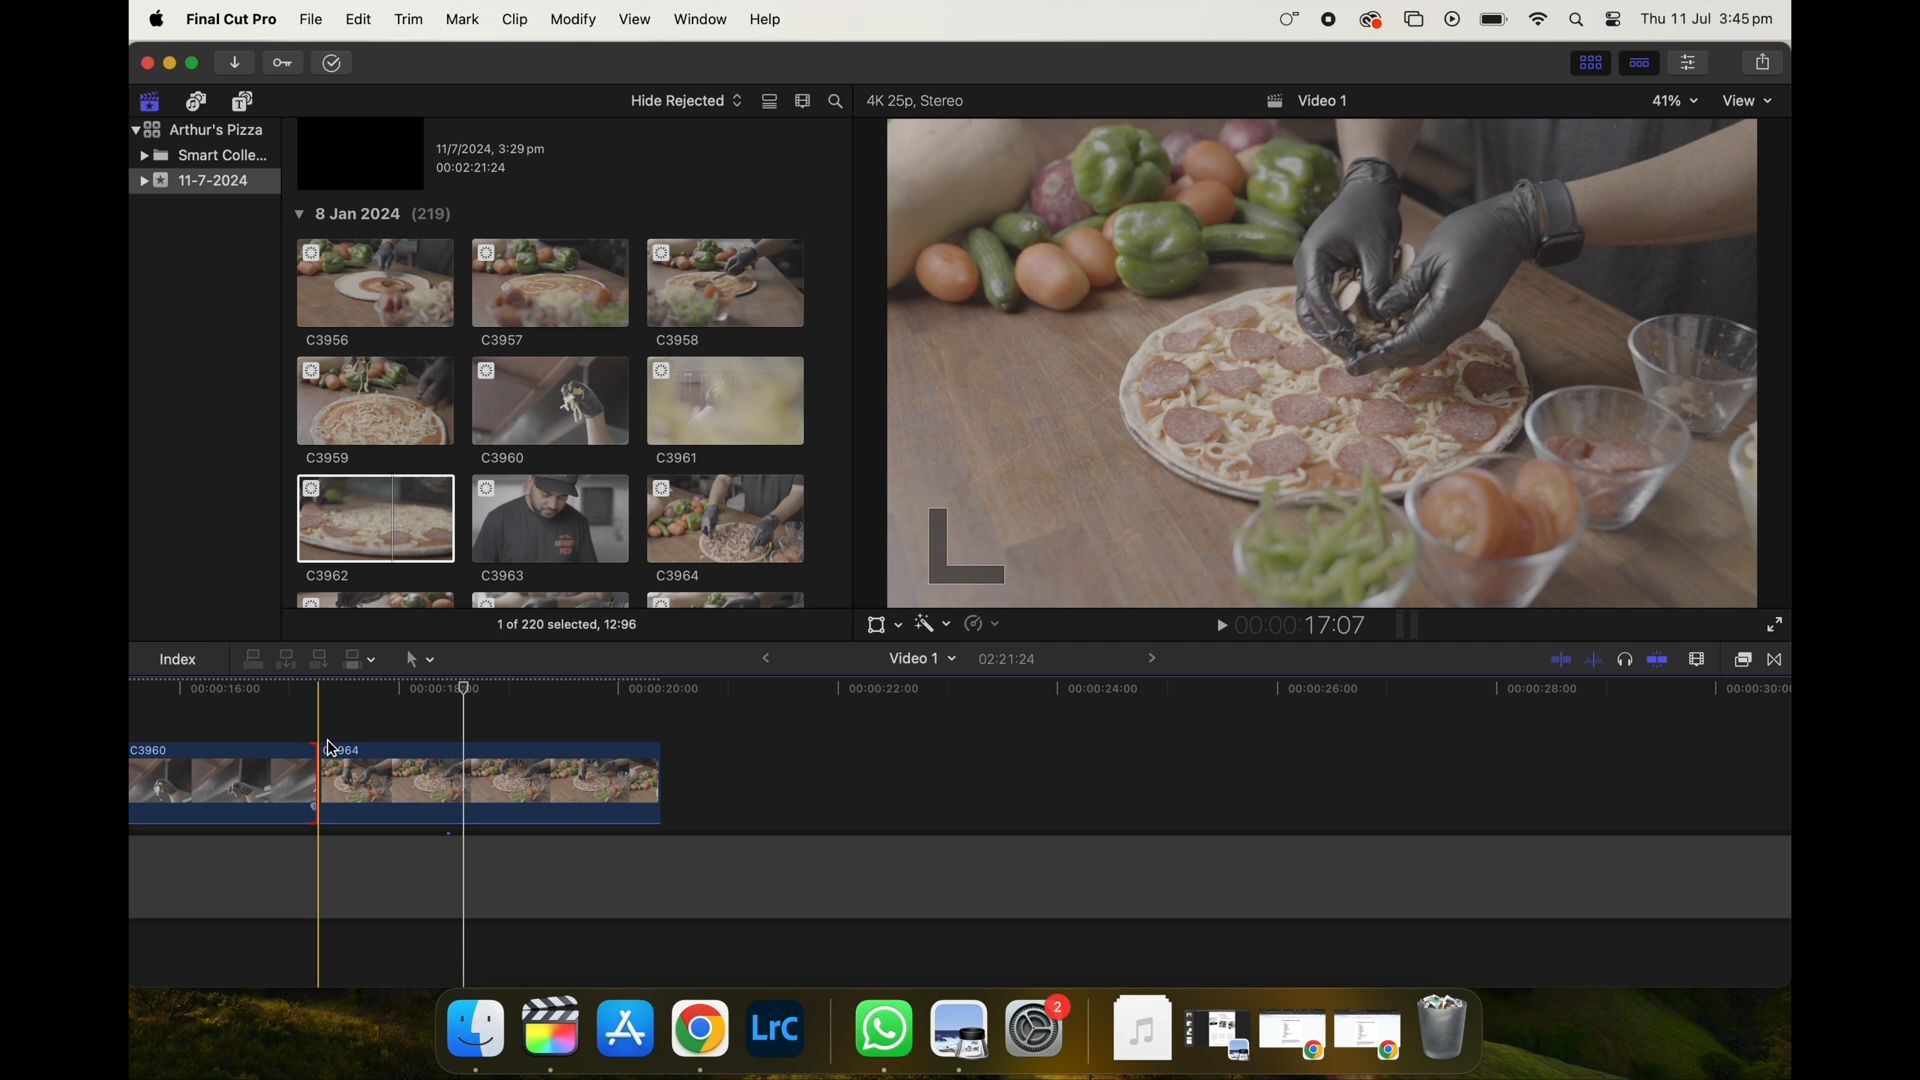 Final Cut Pro File Edit Trim Mark Clip Modify View Window Help Thu 11 Jul 3:45 pm
Hide Rejected 4K 25p, Stereo Video 1 41% View
Arthur's Pizza
Smart Colle...
11-7-2024
11/7/2024, 3:29 pm
00:02:21:24
8 Jan 2024 (219)
C3956 C3957 C3958
C3959 C3960 C3961
C3962 C3963 C3964
1 of 220 selected, 12:96
00:00:17:07
Index Video 1 02:21:24
00:00:16:00 00:00:20:00 00:00:22:00 00:00:24:00 00:00:26:00 00:00:28:00
C3960
LrC
2